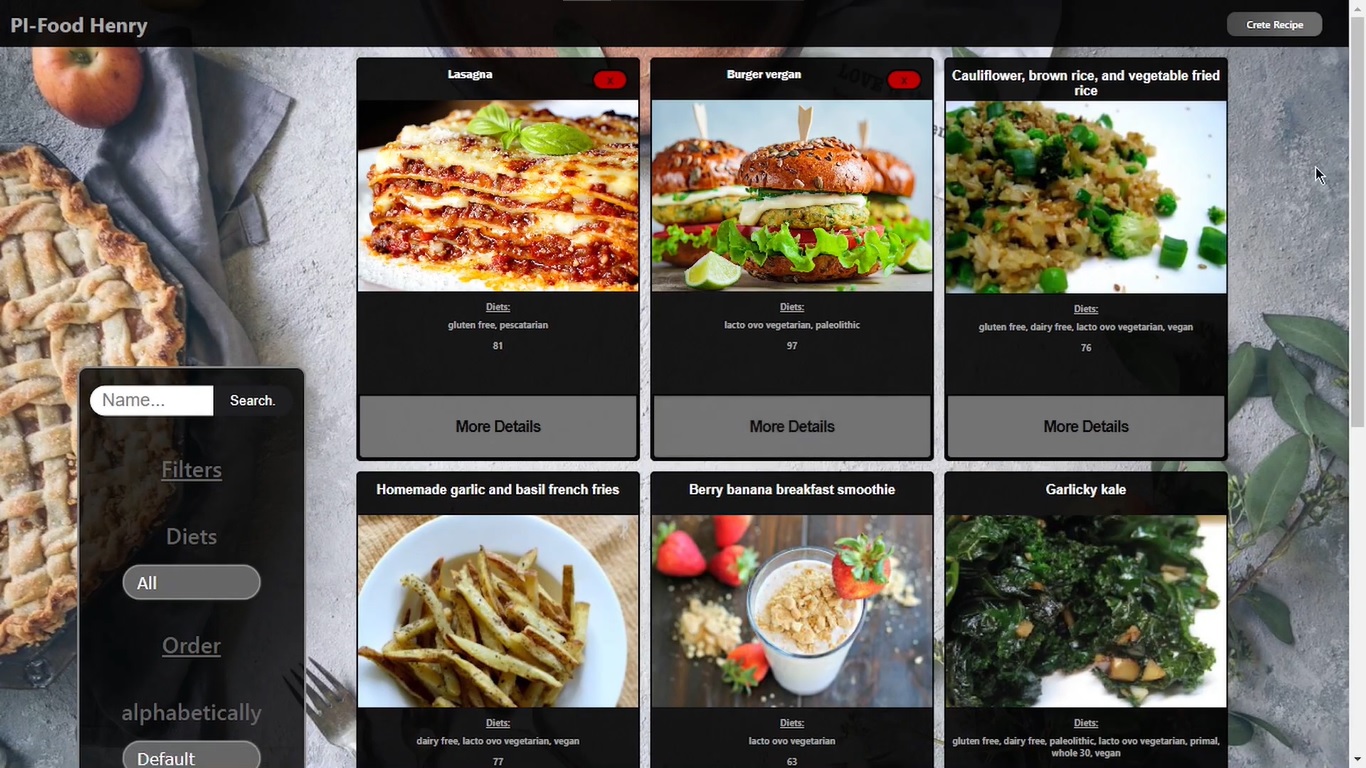 PI-Food Henry
Crete Recipe
Lasagna
x
Burger vergan
x
Cauliflower, brown rice, and vegetable fried
rice
Diets:
gluten free, pescatarian
81
More Details
Diets:
lacto ovo vegetarian, paleolithic
97
More Details
Diets:
gluten free, dairy free, lacto ovo vegetarian, vegan
76
More Details
Name...
Search.
Filters
Diets
All
Order
alphabetically
Default
Homemade garlic and basil french fries
Diets:
dairy free, lacto ovo vegetarian, vegan
77
Berry banana breakfast smoothie
Diets:
lacto ovo vegetarian
63
Garlicky kale
Diets:
gluten free, dairy free, paleolithic, lacto ovo vegetarian, primal,
whole 30, vegan